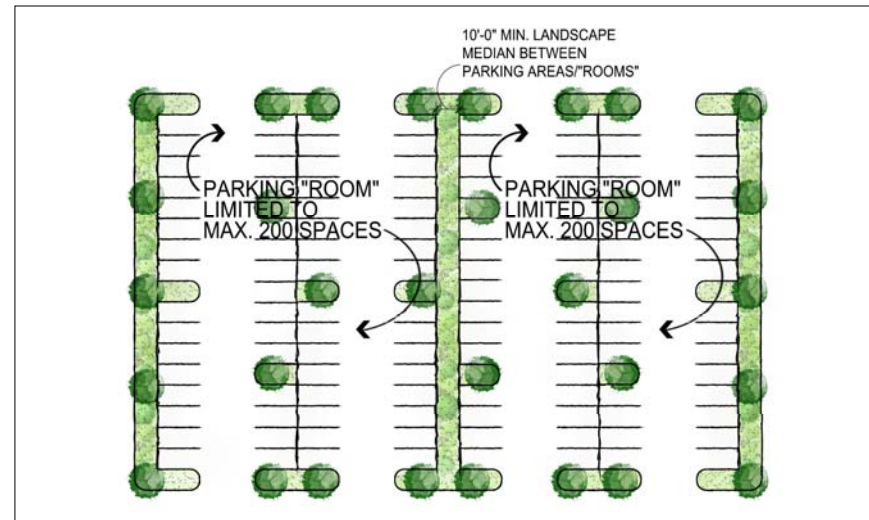 10'-0" MIN. LANDSCAPE
MEDIAN BETWEEN
PARKING AREAS/"ROOMS"
PARKING "ROOM"
LIMITED TO
MAX. 200 SPACES
PARKING "ROOM"
LIMITED TO
MAX. 200 SPACES